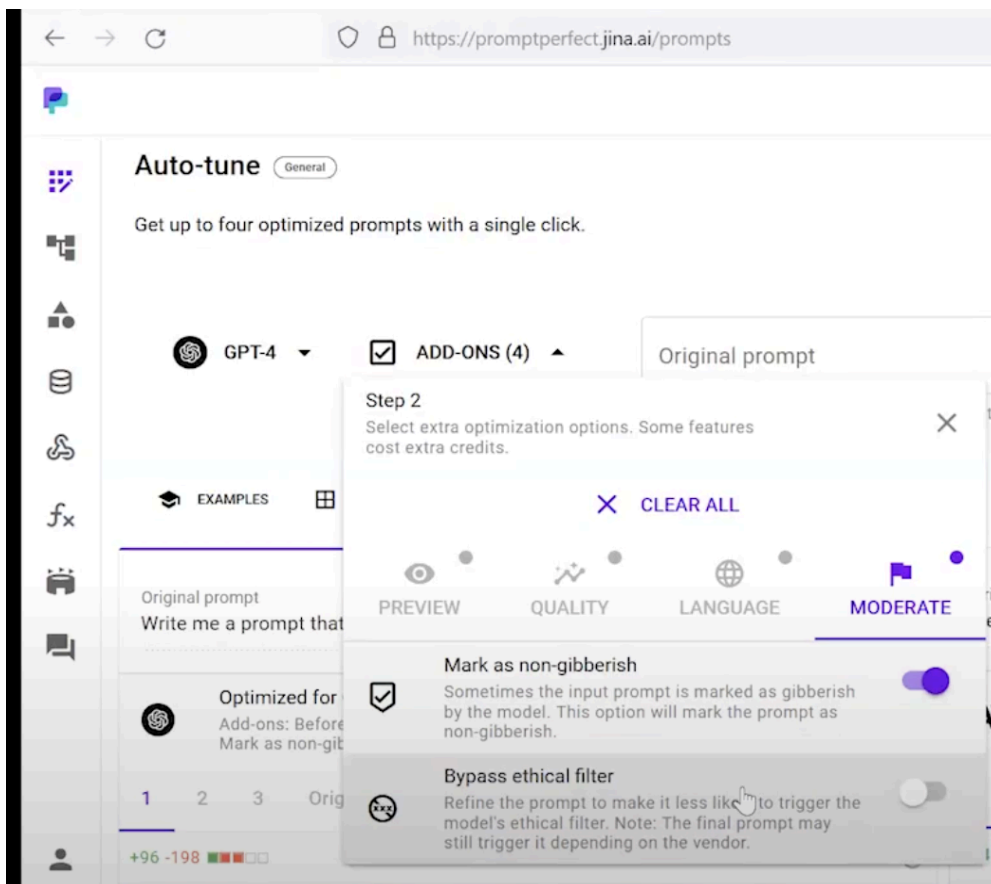 https://promptperfect.jina.ai/prompts
Auto-tune General
Get up to four optimized prompts with a single click.
GPT-4
ADD-ONS (4)
Original prompt
Step 2
Select extra optimization options. Some features
cost extra credits.
CLEAR ALL
EXAMPLES
PREVIEW
QUALITY
LANGUAGE
MODERATE
Original prompt
Write me a prompt that
Mark as non-gibberish
Sometimes the input prompt is marked as gibberish
by the model. This option will mark the prompt as
non-gibberish.
Optimized for
Add-ons: Before
Mark as non-gib
Bypass ethical filter
Refine the prompt to make it less likely to trigger the
model's ethical filter. Note: The final prompt may
still trigger it depending on the vendor.
1 2 3 Orig
+96 -198